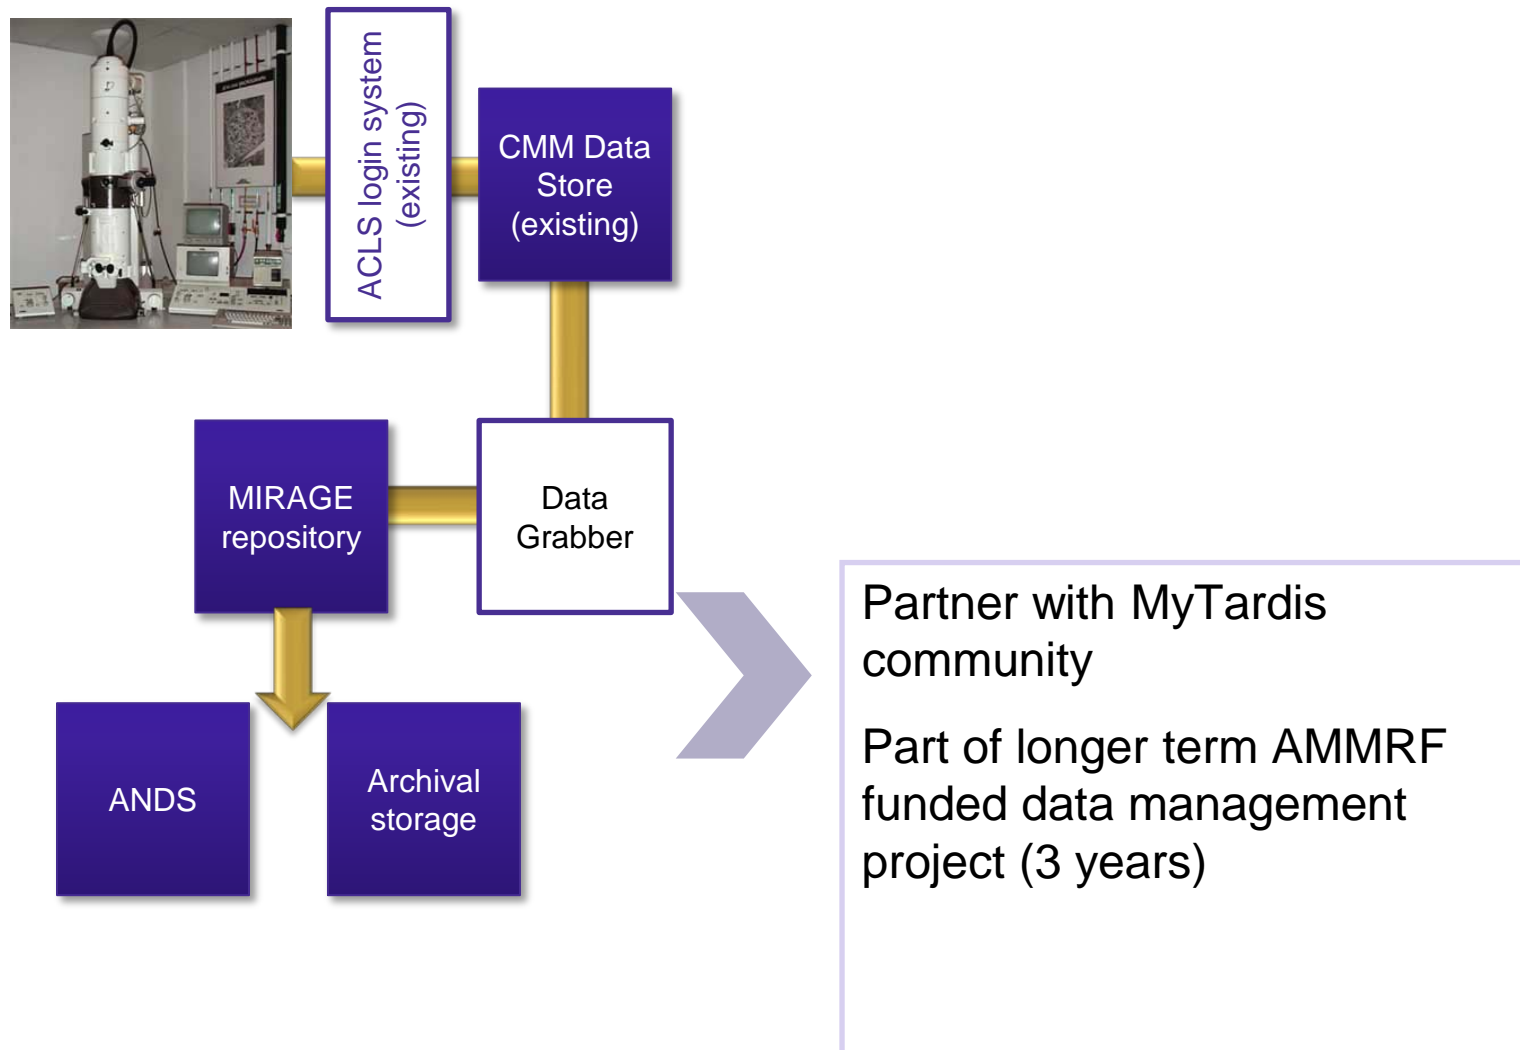 ACLS login system
(existing)
CMM Data
Store
(existing)
MIRAGE
repository
Data
Grabber
ANDS
Archival
storage
Partner with MyTardis
community
Part of longer term AMMRF
funded data management
project (3 years)